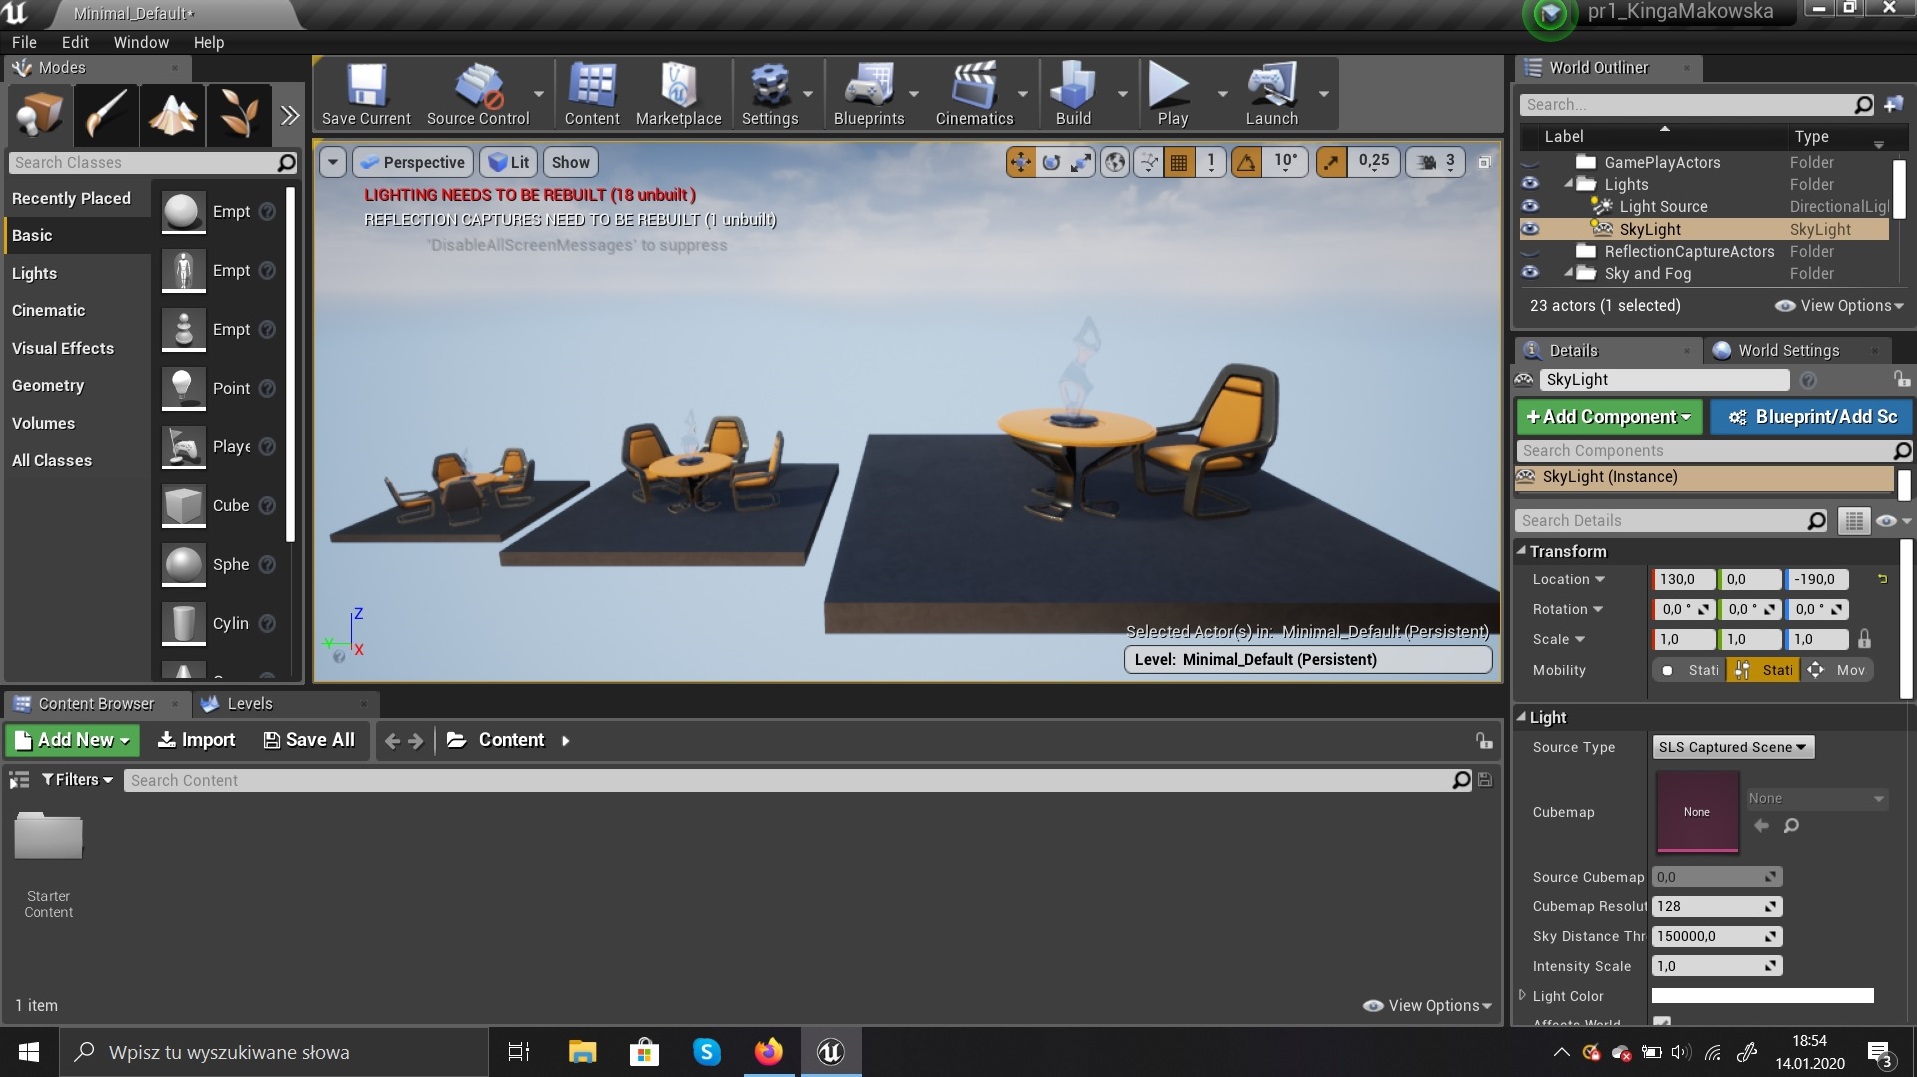 Minimal_Default*
pr1_KingaMakowska
File Edit Window Help
Modes
Search Classes
Recently Placed
Basic
Lights
Cinematic
Visual Effects
Geometry
Volumes
All Classes
Empt
Empt
Empt
Point
Playe
Cube
Sphe
Cylin
Save Current
Source Control
Content
Marketplace
Settings
Blueprints
Cinematics
Build
Play
Launch
Perspective
Lit
Show
1
10°
0,25
3
LIGHTING NEEDS TO BE REBUILT (18 unbuilt )
REFLECTION CAPTURES NEED TO BE REBUILT (1 unbuilt)
'DisableAllScreenMessages' to suppress
Z
Y
X
Selected Actor(s) in: Minimal_Default (Persistent)
Level: Minimal_Default (Persistent)
World Outliner
Search...
Label Type
GamePlayActors Folder
Lights Folder
Light Source DirectionalLigl
SkyLight SkyLight
ReflectionCaptureActors Folder
Sky and Fog Folder
23 actors (1 selected)
View Options
Details
World Settings
SkyLight
+Add Component
Blueprint/Add Sc
Search Components
SkyLight (Instance)
Search Details
Transform
Location 130,0 0,0 -190,0
Rotation 0,0 ° 0,0 ° 0,0 °
Scale 1,0 1,0 1,0
Mobility Stati Stati Mov
Light
Source Type SLS Captured Scene
Cubemap None None
Source Cubemap 0,0
Cubemap Resolut 128
Sky Distance Thr 150000,0
Intensity Scale 1,0
Light Color
Affects World
Content Browser
Levels
Add New
Import
Save All
Content
Filters
Search Content
Starter
Content
1 item
View Options
Wpisz tu wyszukiwane słowa
18:54
14.01.2020
3